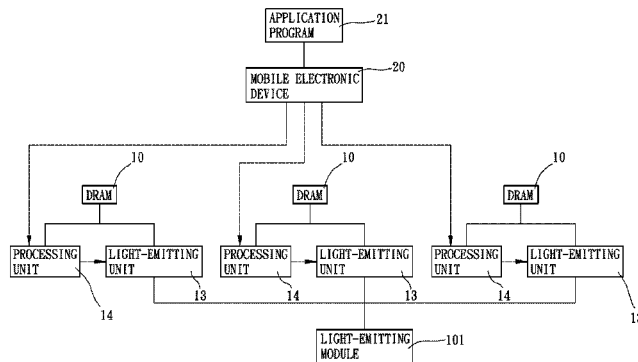 APPLICATION
PROGRAM
21
20
MOBILE ELECTRONIC
DEVICE
10
10
10
DRAM
DRAM
DRAM
PROCESSING
UNIT
LIGHT-EMITTING
UNIT
PROCESSING
UNIT
LIGHT-EMITTING
UNIT
PROCESSING
UNIT
LIGHT-EMITTING
UNIT
14
13
14
13
14
LIGHT-EMITTING
MODULE
101